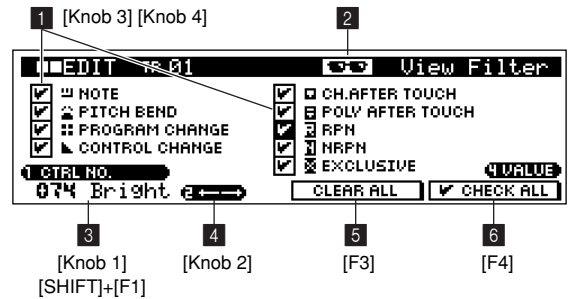 1 [Knob 3] [Knob 4] 2
EDIT TR 01 View Filter
NOTE CH.AFTER TOUCH
PITCH BEND POLY AFTER TOUCH
PROGRAM CHANGE RPN
CONTROL CHANGE NRPN
EXCLUSIVE
1 CTRL NO. 4 VALUE
074 Bright 2 CLEAR ALL CHECK ALL
3 4 5 6
[Knob 1] [Knob 2] [F3] [F4]
[SHIFT]+[F1]